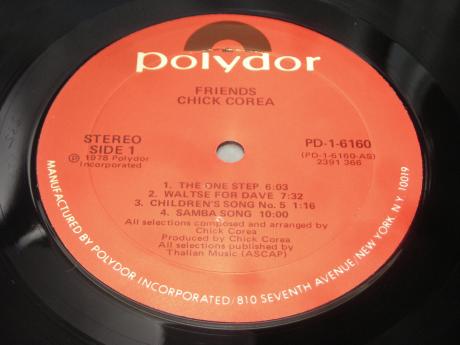 polydor
FRIENDS
CHICK COREA
STEREO
SIDE 1
℗ 1978 Polydor
Incorporated
PD-1-6160
(PD-1-6160-AS)
2391 366
1. THE ONE STEP 6:03
2. WALTSE FOR DAVE 7:32
3. CHILDREN'S SONG No. 5 1:16
4. SAMBA SONG 10:00
All selections composed and arranged by
Chick Corea
Produced by Chick Corea
All selections published by
Thalian Music (ASCAP)
MANUFACTURED BY POLYDOR INCORPORATED/810 SEVENTH AVENUE/NEW YORK, N.Y. 10019